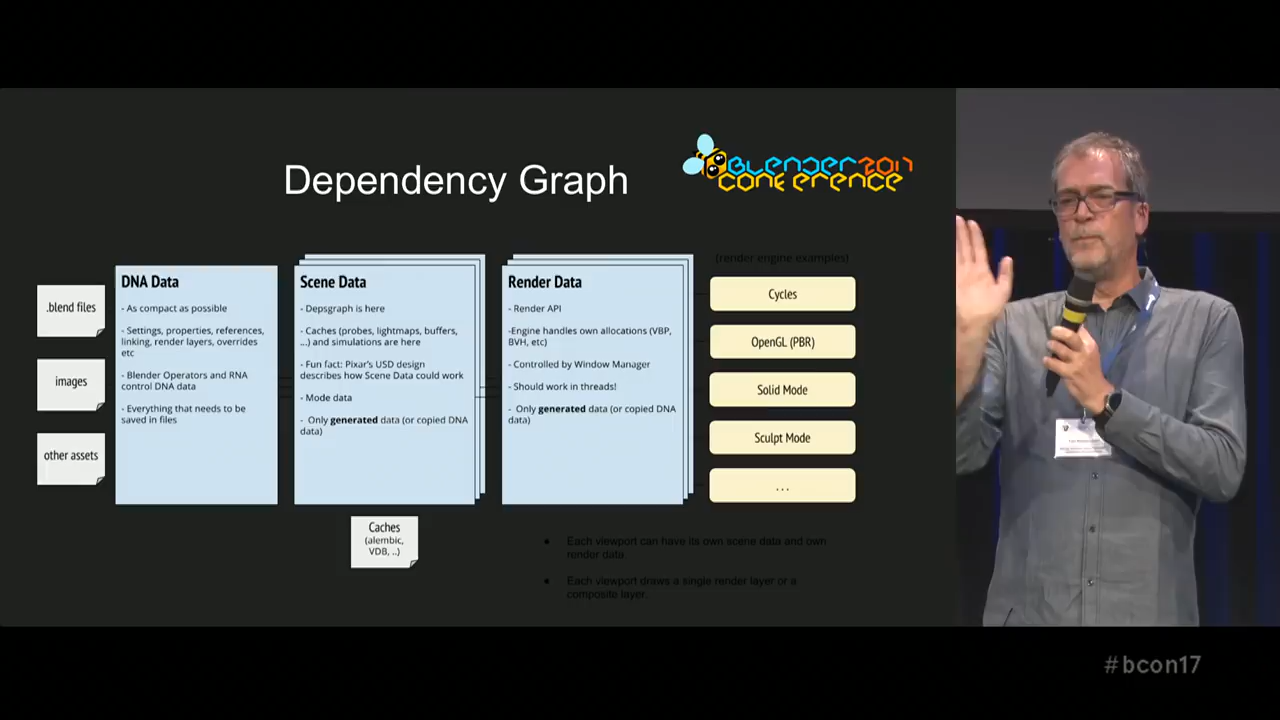 Dependency Graph
BLENDER2017
CONFERENCE
.blend files
images
other assets
DNA Data
- As compact as possible
- Settings, properties, references,
linking, render layers, overrides
etc
- Blender Operators and RNA
control DNA data
- Everything that needs to be
saved in files
Scene Data
- Depsgraph is here
- Caches (probes, lightmaps, buffers,
...) and simulations are here
- Fun fact: Pixar's USD design
describes how Scene Data could work
- Mode data
- Only generated data (or copied DNA
data)
Caches
(alembic,
VDB, ..)
Render Data
- Render API
-Engine handles own allocations (VBP,
BVH, etc)
- Controlled by Window Manager
- Should work in threads!
- Only generated data (or copied DNA
data)
(render engine examples)
Cycles
OpenGL (PBR)
Solid Mode
Sculpt Mode
...
● Each viewport can have its own scene data and own
render data
● Each viewport draws a single render layer or a
composite layer.
#bcon17